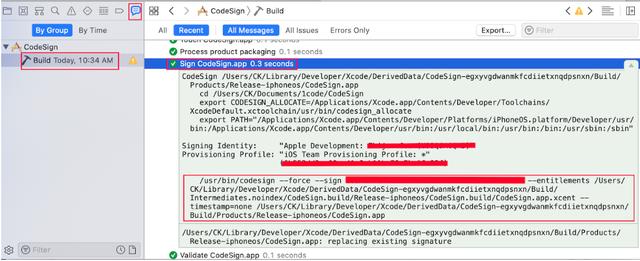 CodeSign > Build
By Group By Time
All Recent All Messages All Issues Errors Only Export... Filter
CodeSign
Build Today, 10:34 AM
Touch CodeSign.app 0.1 seconds
Process product packaging 0.1 seconds
Sign CodeSign.app 0.3 seconds
CodeSign /Users/CK/Library/Developer/Xcode/DerivedData/CodeSign-egxyvgdwanmkfcdiietxnqdpsnxn/Build/
Products/Release-iphoneos/CodeSign.app
cd /Users/CK/Documents/1code/CodeSign
export CODESIGN_ALLOCATE=/Applications/Xcode.app/Contents/Developer/Toolchains/
XcodeDefault.xctoolchain/usr/bin/codesign_allocate
export PATH="/Applications/Xcode.app/Contents/Developer/Platforms/iPhoneOS.platform/Developer/usr/
bin:/Applications/Xcode.app/Contents/Developer/usr/bin:/usr/local/bin:/usr/bin:/bin:/usr/sbin:/sbin"
Signing Identity: "Apple Development:
Provisioning Profile: "iOS Team Provisioning Profile: *"
/usr/bin/codesign --force --sign --entitlements /Users/
CK/Library/Developer/Xcode/DerivedData/CodeSign-egxyvgdwanmkfcdiietxnqdpsnxn/Build/
Intermediates.noindex/CodeSign.build/Release-iphoneos/CodeSign.build/CodeSign.app.xcent --
timestamp=none /Users/CK/Library/Developer/Xcode/DerivedData/CodeSign-egxyvgdwanmkfcdiietxnqdpsnxn/
Build/Products/Release-iphoneos/CodeSign.app
/Users/CK/Library/Developer/Xcode/DerivedData/CodeSign-egxyvgdwanmkfcdiietxnqdpsnxn/Build/Products/
Release-iphoneos/CodeSign.app: replacing existing signature
Filter
Validate CodeSign.app 0.1 seconds